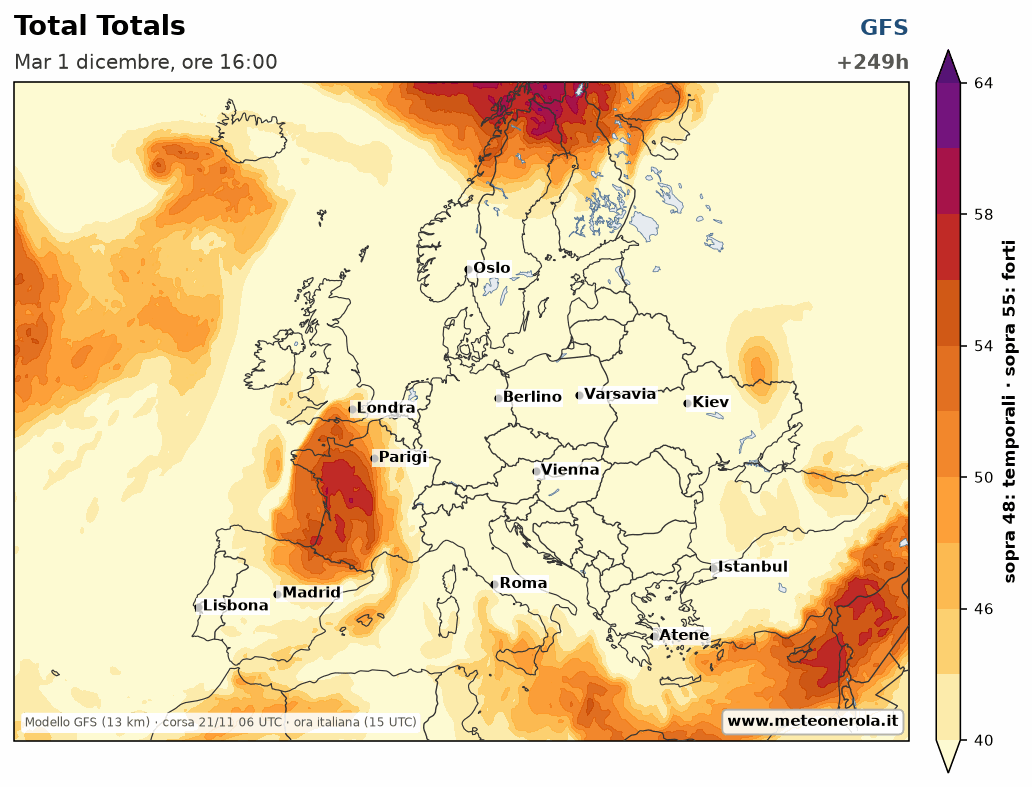 Total Totals
GFS
Mar 1 dicembre, ore 16:00
+249h
64
58
54
50
46
40
sopra 48: temporali · sopra 55: forti
Oslo
Berlino
Varsavia
Kiev
Londra
Parigi
Vienna
Istanbul
Roma
Madrid
Lisbona
Atene
Modello GFS (13 km) · corsa 21/11 06 UTC · ora italiana (15 UTC)
www.meteonerola.it